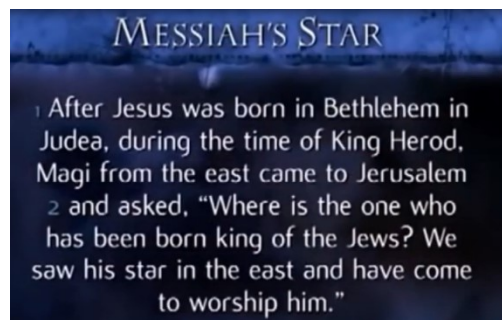 MESSIAH'S STAR
1 After Jesus was born in Bethlehem in
Judea, during the time of King Herod,
Magi from the east came to Jerusalem
2 and asked, “Where is the one who
has been born king of the Jews? We
saw his star in the east and have come
to worship him.”